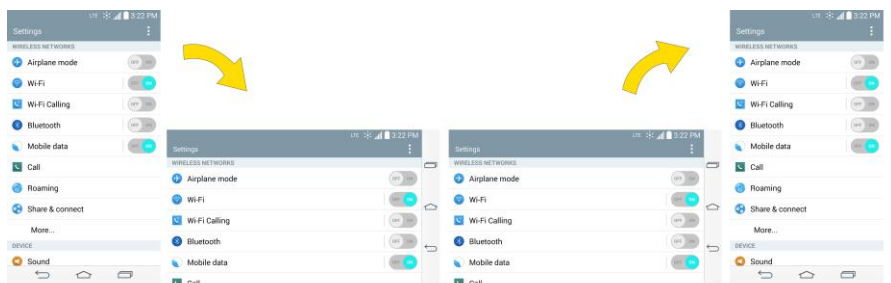 LTE 3:22 PM
Settings
WIRELESS NETWORKS
Airplane mode OFF ON
Wi-Fi OFF ON
Wi-Fi Calling OFF ON
Bluetooth OFF ON
Mobile data OFF ON
Call
Roaming
Share & connect
More...
DEVICE
Sound
LTE 3:22 PM
Settings
WIRELESS NETWORKS
Airplane mode OFF ON
Wi-Fi OFF ON
Wi-Fi Calling OFF ON
Bluetooth OFF ON
Mobile data OFF ON
Call
LTE 3:22 PM
Settings
WIRELESS NETWORKS
Airplane mode OFF ON
Wi-Fi OFF ON
Wi-Fi Calling OFF ON
Bluetooth OFF ON
Mobile data OFF ON
Call
LTE 3:22 PM
Settings
WIRELESS NETWORKS
Airplane mode OFF ON
Wi-Fi OFF ON
Wi-Fi Calling OFF ON
Bluetooth OFF ON
Mobile data OFF ON
Call
Roaming
Share & connect
More...
DEVICE
Sound